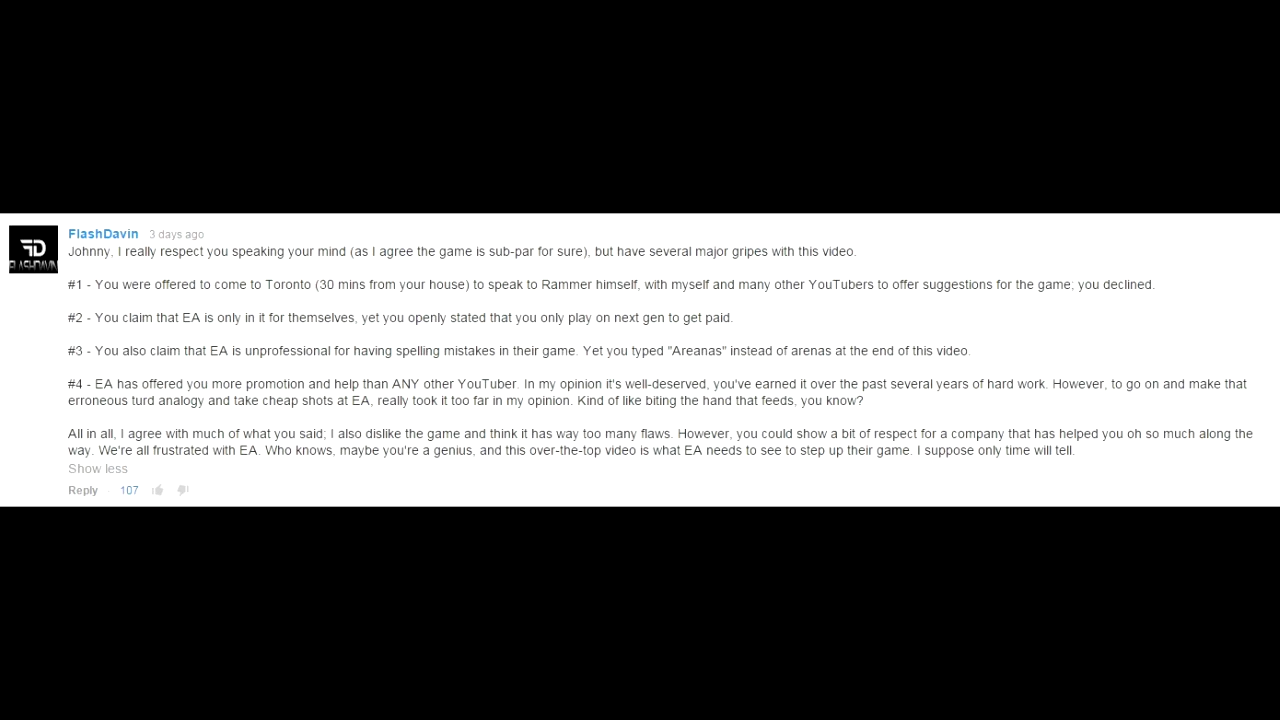 FlashDavin 3 days ago
Johnny, I really respect you speaking your mind (as I agree the game is sub-par for sure), but have several major gripes with this video.
#1 - You were offered to come to Toronto (30 mins from your house) to speak to Rammer himself, with myself and many other YouTubers to offer suggestions for the game; you declined.
#2 - You claim that EA is only in it for themselves, yet you openly stated that you only play on next gen to get paid.
#3 - You also claim that EA is unprofessional for having spelling mistakes in their game. Yet you typed "Areanas" instead of arenas at the end of this video.
#4 - EA has offered you more promotion and help than ANY other YouTuber. In my opinion it's well-deserved, you've earned it over the past several years of hard work. However, to go on and make that
erroneous turd analogy and take cheap shots at EA, really took it too far in my opinion. Kind of like biting the hand that feeds, you know?
All in all, I agree with much of what you said; I also dislike the game and think it has way too many flaws. However, you could show a bit of respect for a company that has helped you oh so much along the
way. We're all frustrated with EA. Who knows, maybe you're a genius, and this over-the-top video is what EA needs to see to step up their game. I suppose only time will tell.
Show less
Reply · 107
FD
FLASHDAVIN